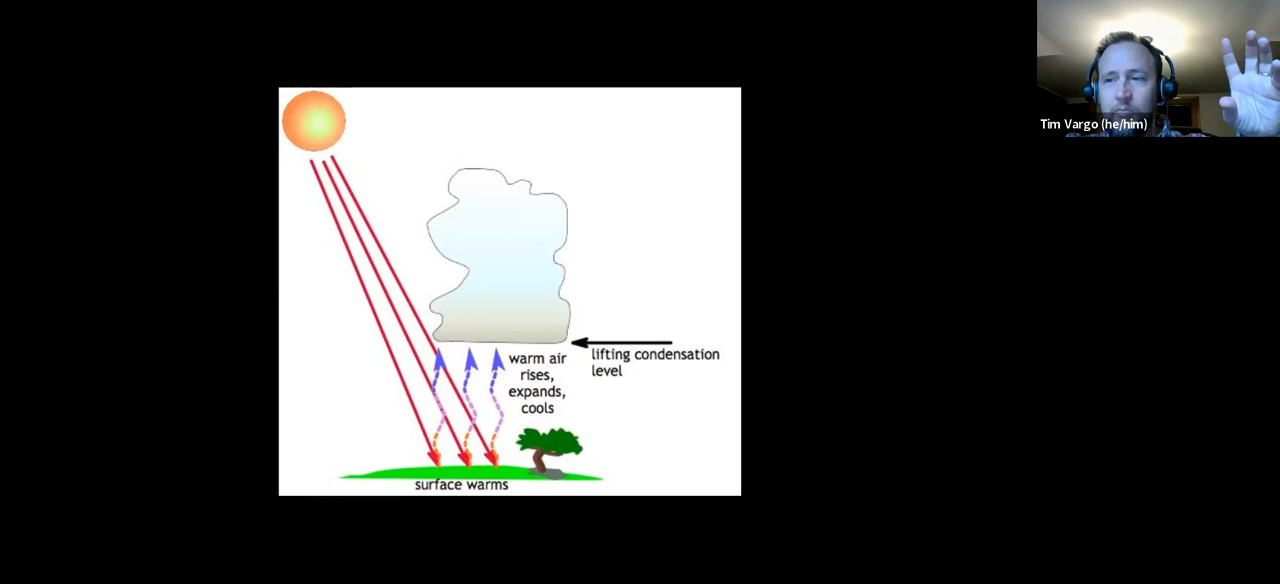 Tim Vargo (he/him)
lifting condensation
level
warm air
rises,
expands,
cools
surface warms